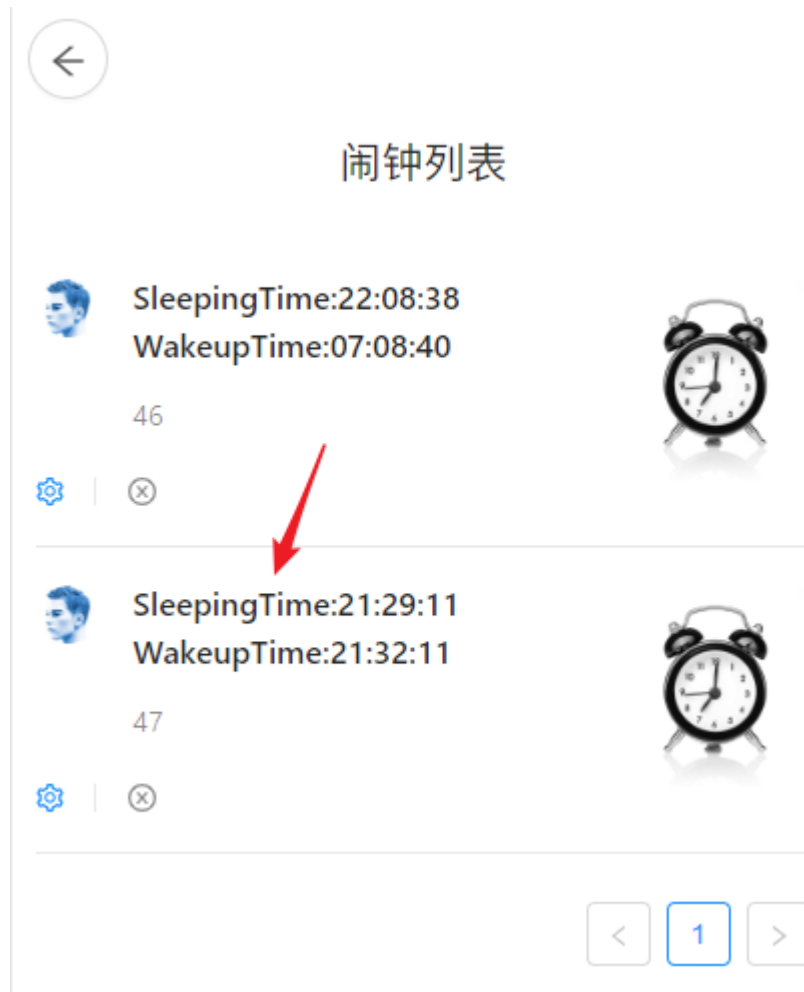 闹钟列表
SleepingTime:22:08:38
WakeupTime:07:08:40
46
SleepingTime:21:29:11
WakeupTime:21:32:11
47
< 1 >